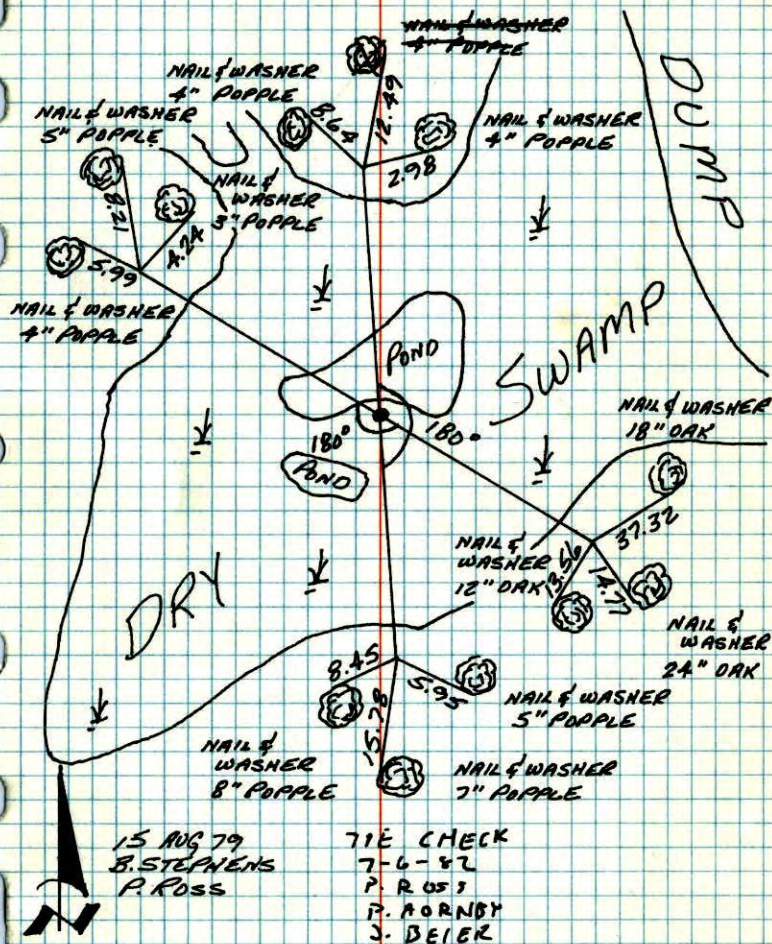 NAIL & WASHER
4" POPPLE
DUMP
NAIL & WASHER
4" POPPLE
12.49
8.64
NAIL & WASHER
4" POPPLE
2.98
NAIL & WASHER
5" POPPLE
8.21
NAIL &
WASHER
3" POPPLE
4.24
5.99
NAIL & WASHER
4" POPPLE
POND
SWAMP
180°
180°
POND
NAIL & WASHER
18" OAK
37.32
NAIL &
WASHER
12" OAK
13.56
14.77
NAIL &
WASHER
24" OAK
DRY
8.45
5.95
15.78
NAIL & WASHER
5" POPPLE
NAIL &
WASHER
8" POPPLE
NAIL & WASHER
7" POPPLE
N
15 AUG 79
B. STEPHENS
P. ROSS
TIE CHECK
7-6-82
P. ROSS
P. AORNBY
J. BEIER